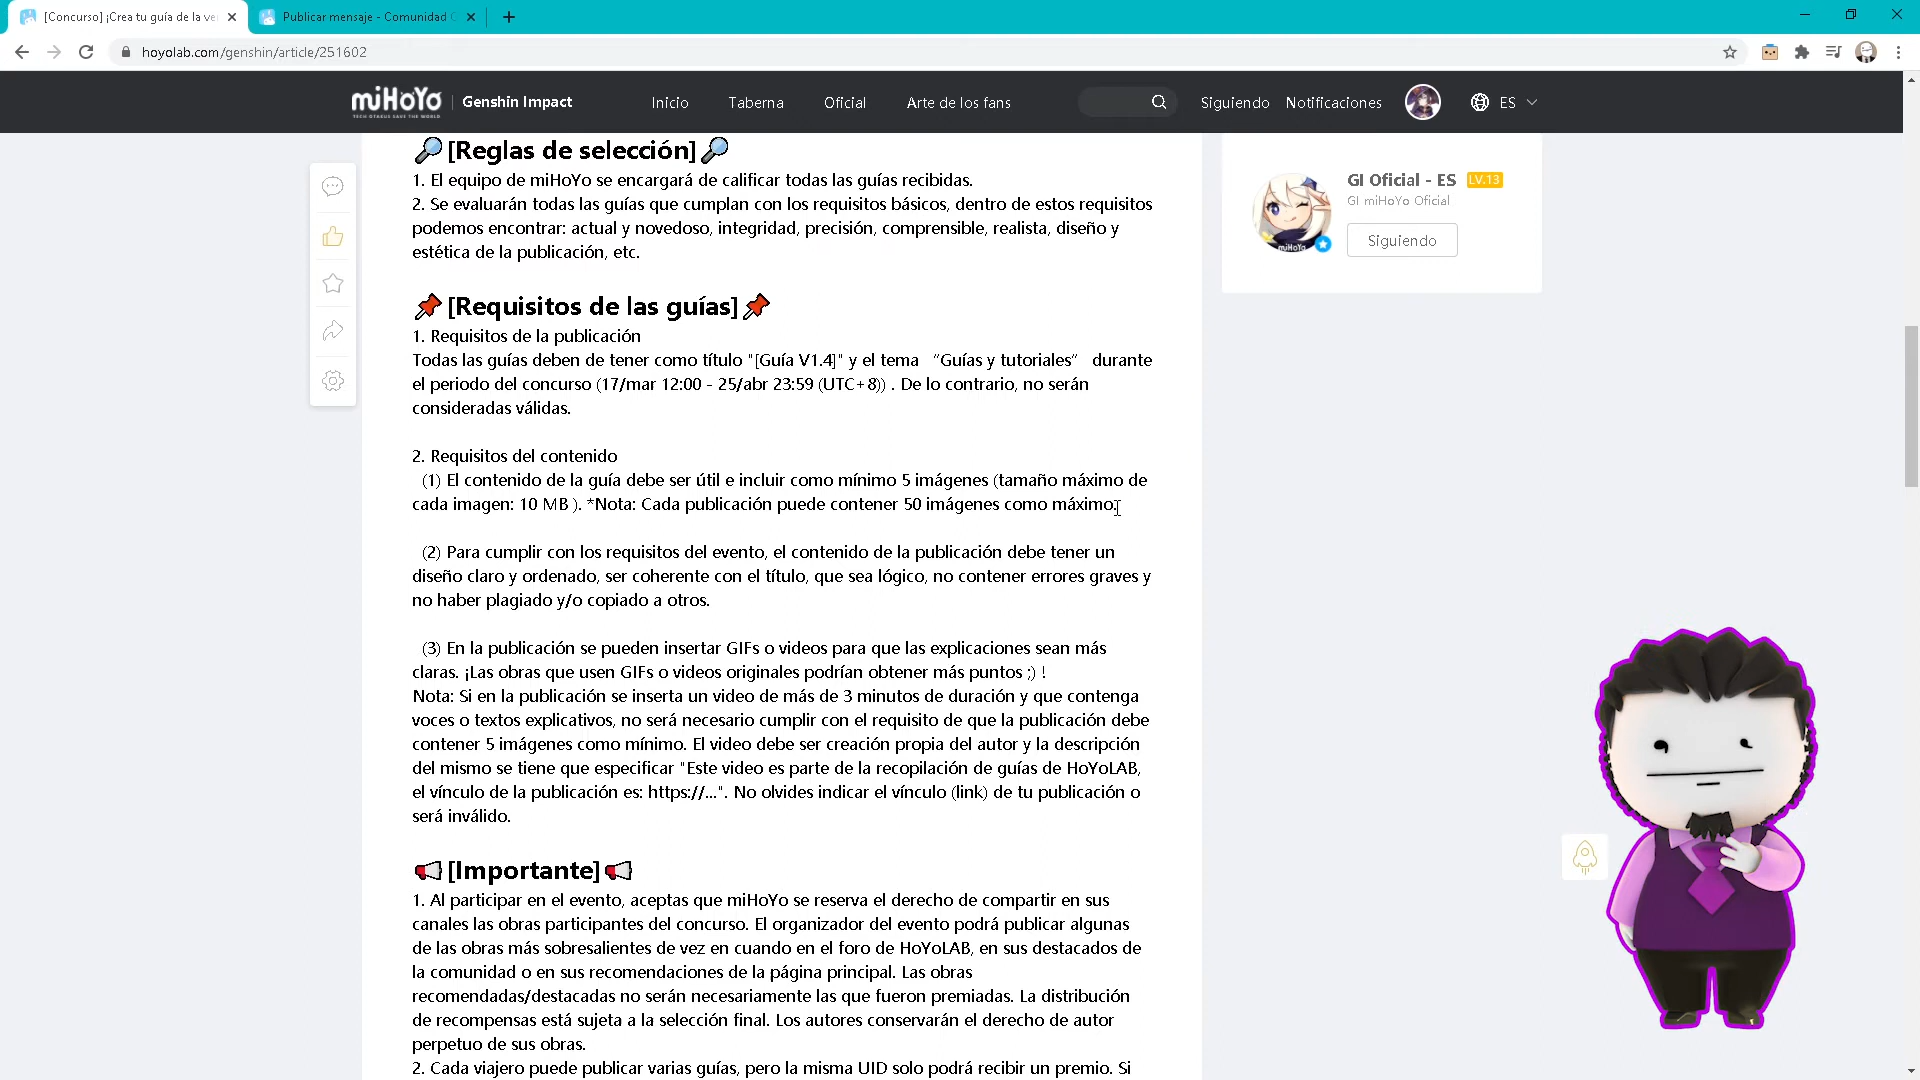 [Concurso] ¡Crea tu guía de la ve
Publicar mensaje - Comunidad
hoyolab.com/genshin/article/251602
miHoYo
TECH OTAKUS SAVE THE WORLD
Genshin Impact
Inicio
Taberna
Oficial
Arte de los fans
Siguiendo
Notificaciones
ES
[Reglas de selección]
1. El equipo de miHoYo se encargará de calificar todas las guías recibidas.
2. Se evaluarán todas las guías que cumplan con los requisitos básicos, dentro de estos requisitos
podemos encontrar: actual y novedoso, integridad, precisión, comprensible, realista, diseño y
estética de la publicación, etc.
[Requisitos de las guías]
1. Requisitos de la publicación
Todas las guías deben de tener como título "[Guía V1.4]" y el tema “Guías y tutoriales” durante
el periodo del concurso (17/mar 12:00 - 25/abr 23:59 (UTC+8)) . De lo contrario, no serán
consideradas válidas.
2. Requisitos del contenido
(1) El contenido de la guía debe ser útil e incluir como mínimo 5 imágenes (tamaño máximo de
cada imagen: 10 MB ). *Nota: Cada publicación puede contener 50 imágenes como máximo.
(2) Para cumplir con los requisitos del evento, el contenido de la publicación debe tener un
diseño claro y ordenado, ser coherente con el título, que sea lógico, no contener errores graves y
no haber plagiado y/o copiado a otros.
(3) En la publicación se pueden insertar GIFs o videos para que las explicaciones sean más
claras. ¡Las obras que usen GIFs o videos originales podrían obtener más puntos ;) !
Nota: Si en la publicación se inserta un video de más de 3 minutos de duración y que contenga
voces o textos explicativos, no será necesario cumplir con el requisito de que la publicación debe
contener 5 imágenes como mínimo. El video debe ser creación propia del autor y la descripción
del mismo se tiene que especificar "Este video es parte de la recopilación de guías de HoYoLAB,
el vínculo de la publicación es: https://...". No olvides indicar el vínculo (link) de tu publicación o
será inválido.
[Importante]
1. Al participar en el evento, aceptas que miHoYo se reserva el derecho de compartir en sus
canales las obras participantes del concurso. El organizador del evento podrá publicar algunas
de las obras más sobresalientes de vez en cuando en el foro de HoYoLAB, en sus destacados de
la comunidad o en sus recomendaciones de la página principal. Las obras
recomendadas/destacadas no serán necesariamente las que fueron premiadas. La distribución
de recompensas está sujeta a la selección final. Los autores conservarán el derecho de autor
perpetuo de sus obras.
2. Cada viajero puede publicar varias guías, pero la misma UID solo podrá recibir un premio. Si
GI Oficial - ES
LV.13
GI miHoYo Oficial
Siguiendo
miHoYo